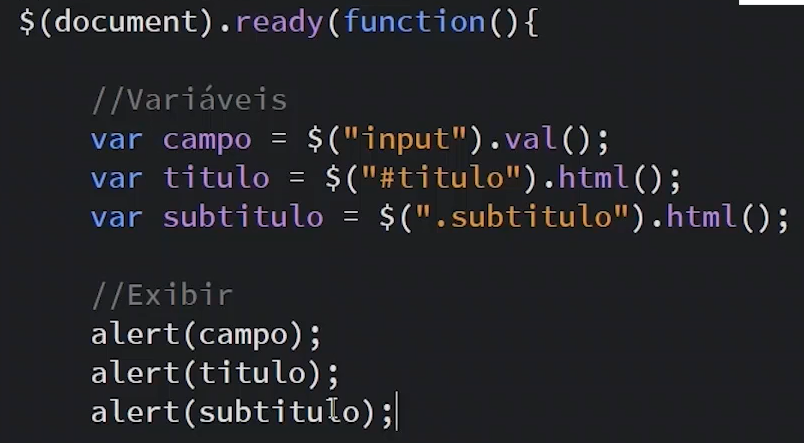 $(document).ready(function(){
//Variáveis
var campo = $("input").val();
var titulo = $("#titulo").html();
var subtitulo = $(".subtitulo").html();
//Exibir
alert(campo);
alert(titulo);
alert(subtitulo);